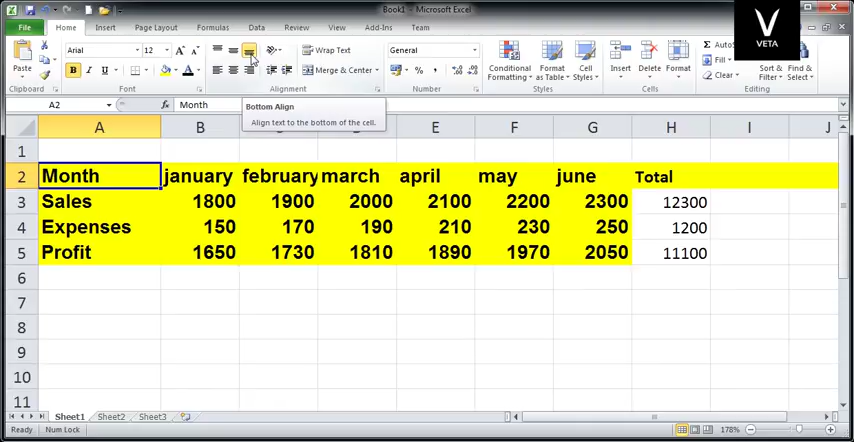 Book1 - Microsoft Excel
File Home Insert Page Layout Formulas Data Review View Add-Ins Team
VETA
Paste Arial 12 A A Wrap Text General Conditional Formatting Format as Table Cell Styles Insert Delete Format Σ Auto Fill Clear Sort & Filter Find & Select
B I U A Merge & Center % ,
Clipboard Font Alignment Number Styles Cells Editing
A2 fx Month
Bottom Align
Align text to the bottom of the cell.
A B C D E F G H I J
1
2 Month january february march april may june Total
3 Sales 1800 1900 2000 2100 2200 2300 12300
4 Expenses 150 170 190 210 230 250 1200
5 Profit 1650 1730 1810 1890 1970 2050 11100
6
7
8
9
10
11
Sheet1 Sheet2 Sheet3
Ready Num Lock 178%